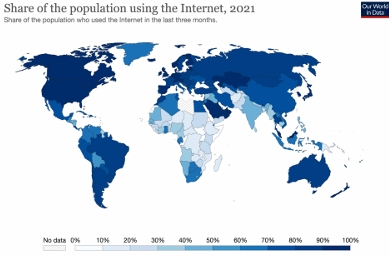 Share of the population using the Internet, 2021
Our World
in Data
Share of the population who used the Internet in the last three months.
No data 0% 10% 20% 30% 40% 50% 60% 70% 80% 90% 100%